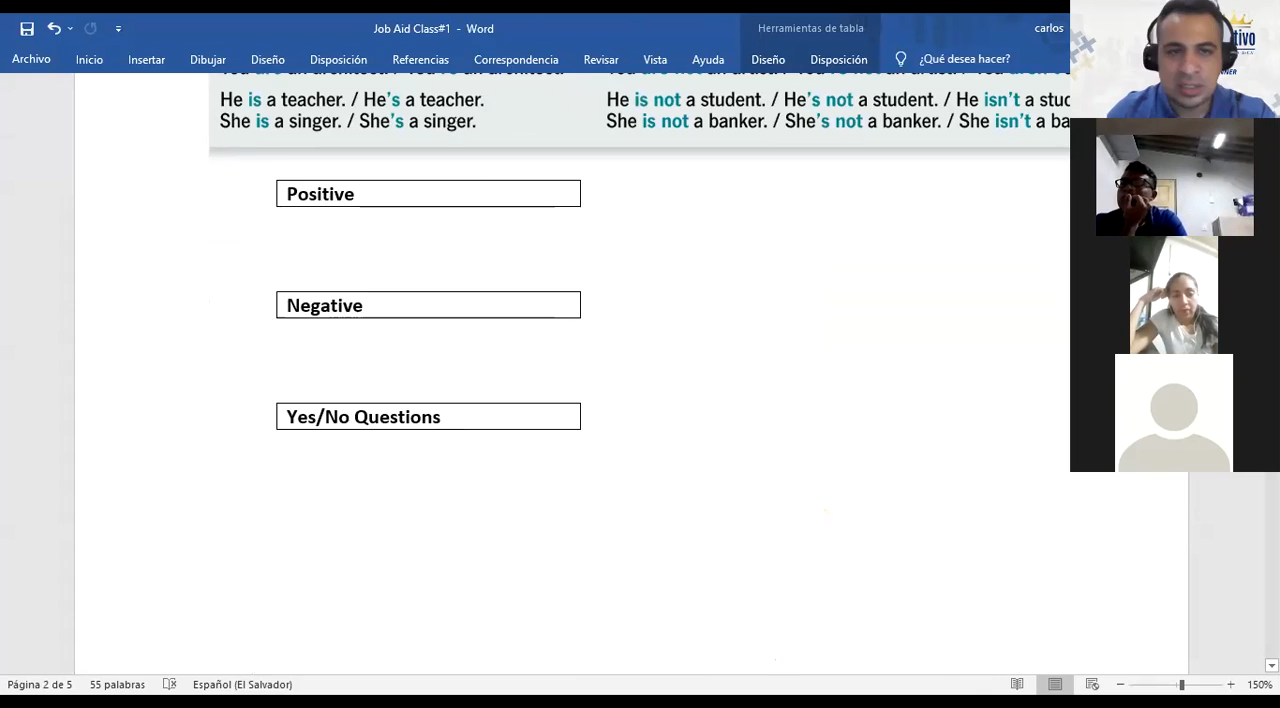 Job Aid Class#1 - Word
Herramientas de tabla
carlos
Archivo Inicio Insertar Dibujar Diseño Disposición Referencias Correspondencia Revisar Vista Ayuda Diseño Disposición ¿Qué desea hacer?
He is a teacher. / He's a teacher.
She is a singer. / She's a singer.
He is not a student. / He's not a student. / He isn't a stud
She is not a banker. / She's not a banker. / She isn't a ba
Positive
Negative
Yes/No Questions
Página 2 de 5 55 palabras Español (El Salvador) 150%